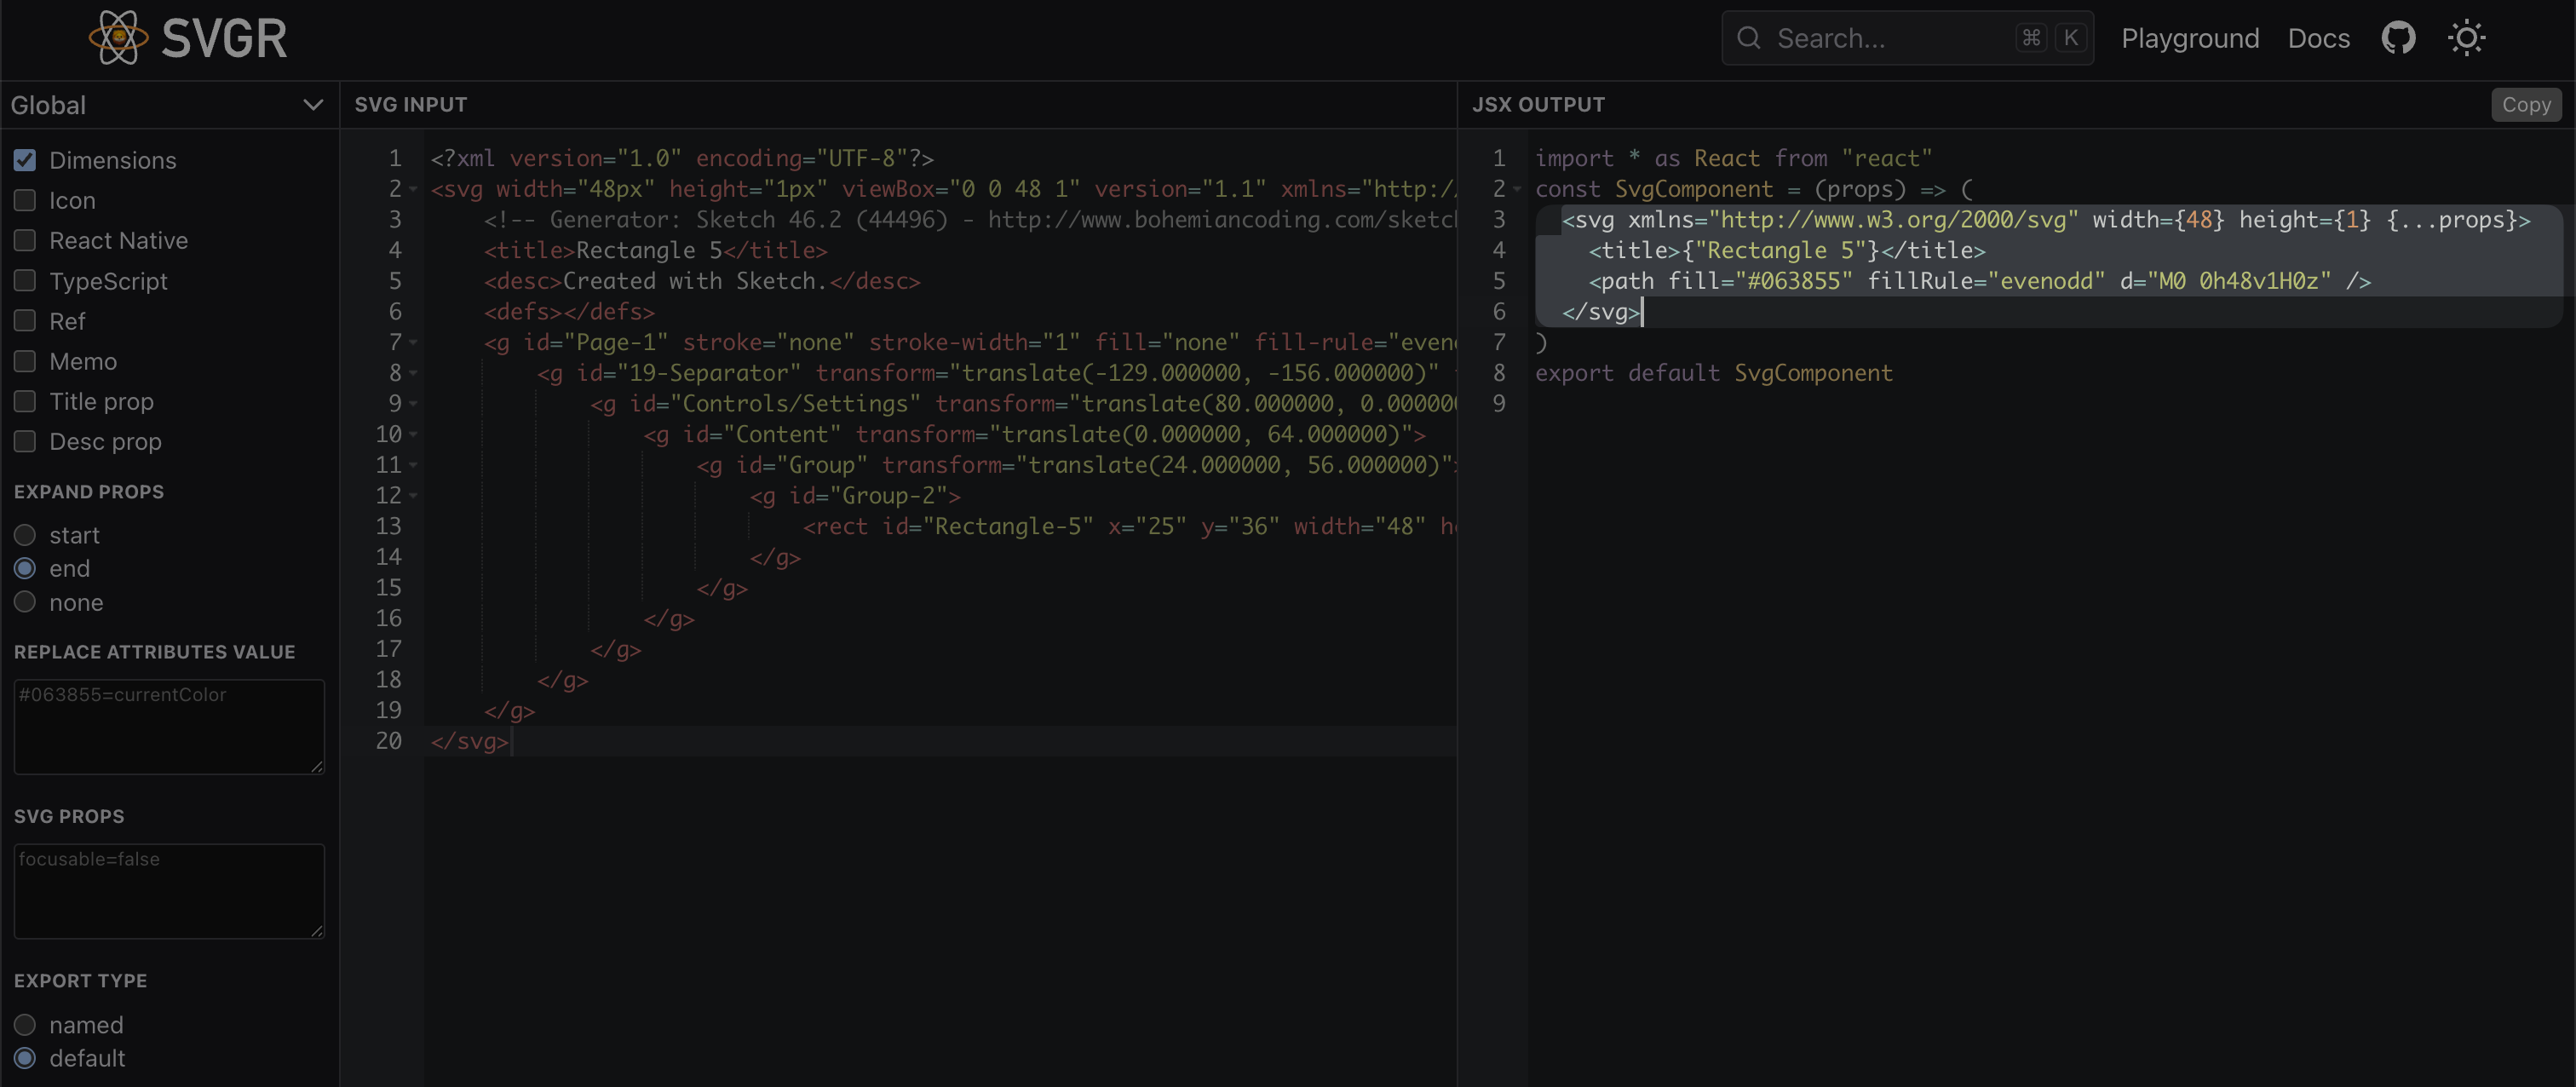 SVGR
Search...
⌘ K
Playground
Docs
Global
SVG INPUT
JSX OUTPUT
Copy
Dimensions
Icon
React Native
TypeScript
Ref
Memo
Title prop
Desc prop
EXPAND PROPS
start
end
none
REPLACE ATTRIBUTES VALUE
#063855=currentColor
SVG PROPS
focusable=false
EXPORT TYPE
named
default
1 <?xml version="1.0" encoding="UTF-8"?>
2 <svg width="48px" height="1px" viewBox="0 0 48 1" version="1.1" xmlns="http:/
3 <!-- Generator: Sketch 46.2 (44496) - http://www.bohemiancoding.com/sketch
4 <title>Rectangle 5</title>
5 <desc>Created with Sketch.</desc>
6 <defs></defs>
7 <g id="Page-1" stroke="none" stroke-width="1" fill="none" fill-rule="even
8 <g id="19-Separator" transform="translate(-129.000000, -156.000000)"
9 <g id="Controls/Settings" transform="translate(80.000000, 0.00000
10 <g id="Content" transform="translate(0.000000, 64.000000)">
11 <g id="Group" transform="translate(24.000000, 56.000000)">
12 <g id="Group-2">
13 <rect id="Rectangle-5" x="25" y="36" width="48" h
14 </g>
15 </g>
16 </g>
17 </g>
18 </g>
19 </g>
20 </svg>
1 import * as React from "react"
2 const SvgComponent = (props) => (
3 <svg xmlns="http://www.w3.org/2000/svg" width={48} height={1} {...props}>
4 <title>{"Rectangle 5"}</title>
5 <path fill="#063855" fillRule="evenodd" d="M0 0h48v1H0z" />
6 </svg>
7 )
8 export default SvgComponent
9